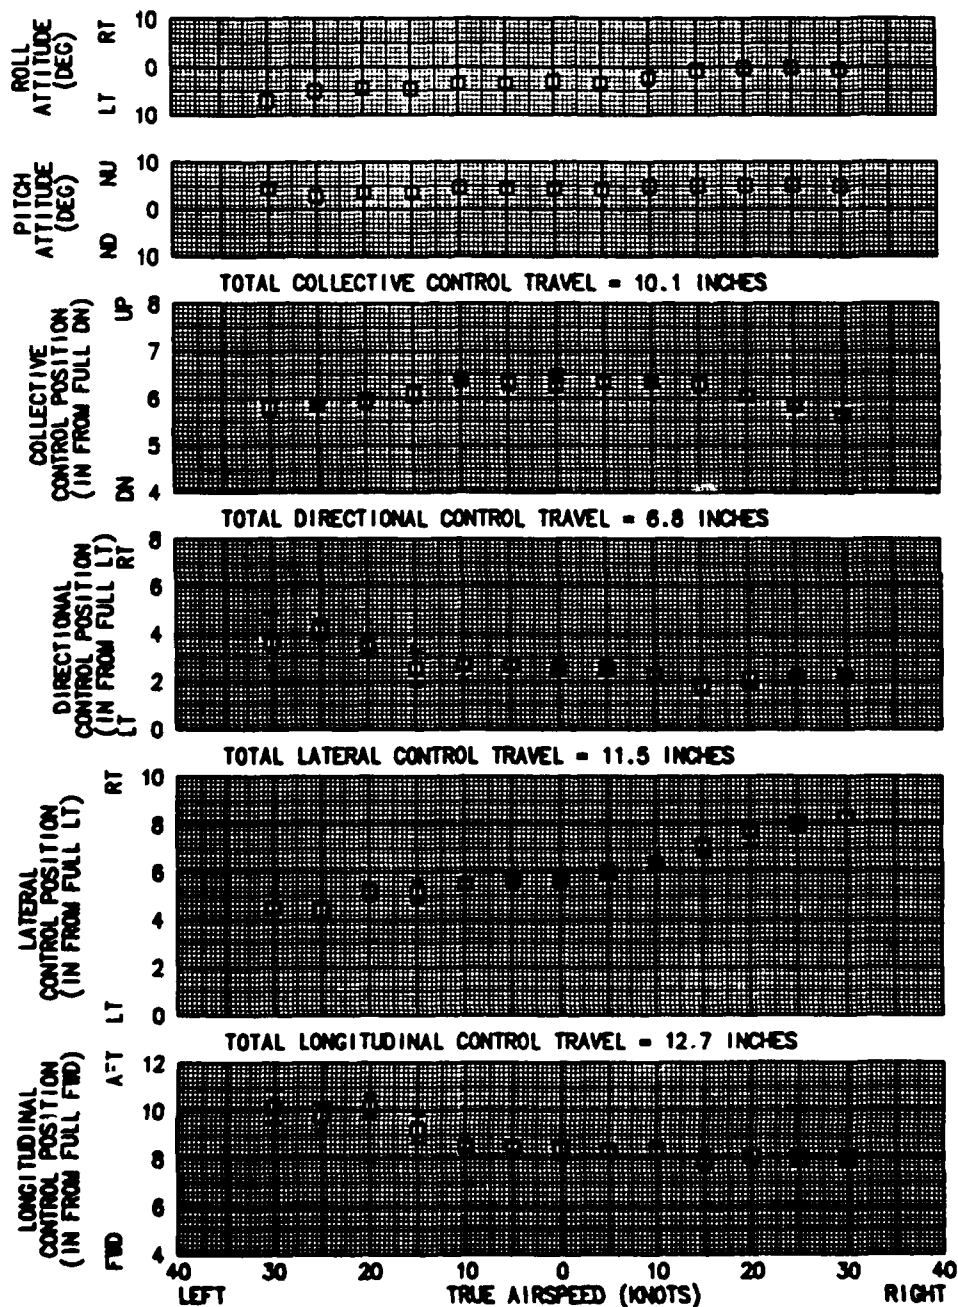 ROLL
ATTITUDE
(DEG)
LT RT
10
0
10
PITCH
ATTITUDE
(DEG)
ND NU
10
0
10
TOTAL COLLECTIVE CONTROL TRAVEL = 10.1 INCHES
COLLECTIVE
CONTROL POSITION
(IN FROM FULL DN)
DN UP
8
7
6
5
4
TOTAL DIRECTIONAL CONTROL TRAVEL = 6.8 INCHES
DIRECTIONAL
CONTROL POSITION
(IN FROM FULL LT)
LT RT
8
6
4
2
0
TOTAL LATERAL CONTROL TRAVEL = 11.5 INCHES
LATERAL
CONTROL POSITION
(IN FROM FULL LT)
LT RT
10
8
6
4
2
0
TOTAL LONGITUDINAL CONTROL TRAVEL = 12.7 INCHES
LONGITUDINAL
CONTROL POSITION
(IN FROM FULL FWD)
FWD AFT
12
10
8
6
4
40 30 20 10 0 10 20 30 40
LEFT TRUE AIRSPEED (KNOTS) RIGHT